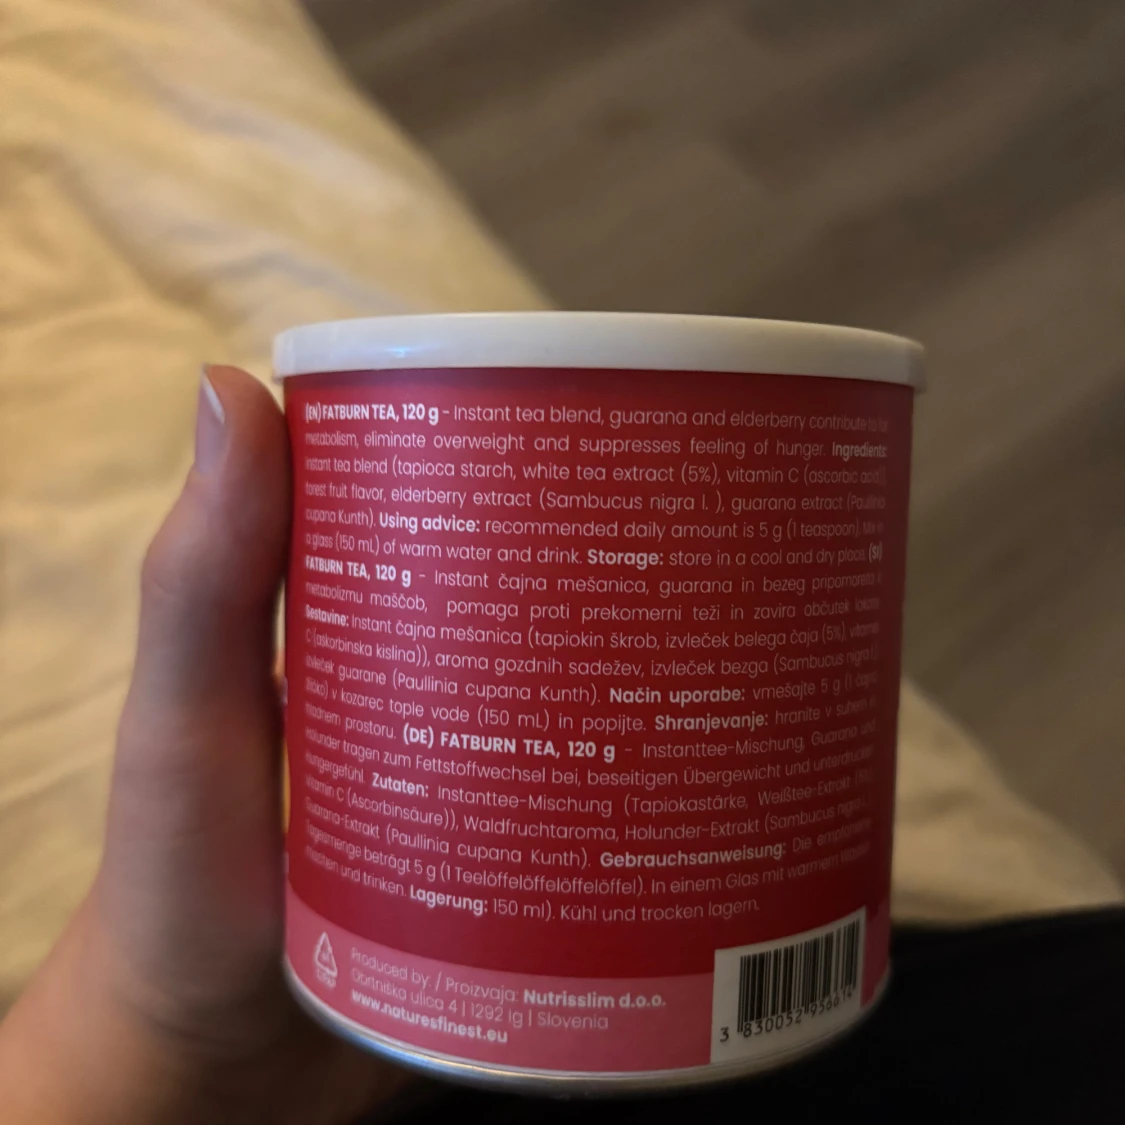 (EN) FATBURN TEA, 120 g - Instant tea blend, guarana and elderberry contribute to fat
metabolism, eliminate overweight and suppresses feeling of hunger. Ingredients:
Instant tea blend (tapioca starch, white tea extract (5%), vitamin C (ascorbic acid)),
forest fruit flavor, elderberry extract (Sambucus nigra l. ), guarana extract (Paullinia
cupana Kunth). Using advice: recommended daily amount is 5 g (1 teaspoon). Mix in
a glass (150 mL) of warm water and drink. Storage: store in a cool and dry place. (SI)
FATBURN TEA, 120 g - Instant čajna mešanica, guarana in bezeg pripomoreta k
metabolizmu maščob, pomaga proti prekomerni teži in zavira občutek lakote.
Sestavine: Instant čajna mešanica (tapiokin škrob, izvleček belega čaja (5%), vitamin
C (askorbinska kislina)), aroma gozdnih sadežev, izvleček bezga (Sambucus nigra l.),
izvleček guarane (Paullinia cupana Kunth). Način uporabe: vmešajte 5 g (1 čajno
žličko) v kozarec tople vode (150 mL) in popijte. Shranjevanje: hranite v suhem in
hladnem prostoru. (DE) FATBURN TEA, 120 g - Instanttee-Mischung, Guarana und
Holunder tragen zum Fettstoffwechsel bei, beseitigen Übergewicht und unterdrücken
Hungergefühl. Zutaten: Instanttee-Mischung (Tapiokastärke, Weißtee-Extrakt (5%),
Vitamin C (Ascorbinsäure)), Waldfruchtaroma, Holunder-Extrakt (Sambucus nigra l.),
Guarana-Extrakt (Paullinia cupana Kunth). Gebrauchsanweisung: Die empfohlene
Tagesmenge beträgt 5 g (1 Teelöffelöffelöffelöffel). In einem Glas mit warmem Wasser
mischen und trinken. Lagerung: 150 ml). Kühl und trocken lagern.
Produced by: / Proizvaja: Nutrisslim d.o.o.
Obrtniška ulica 4 | 1292 Ig | Slovenia
www.naturesfinest.eu
3 830052